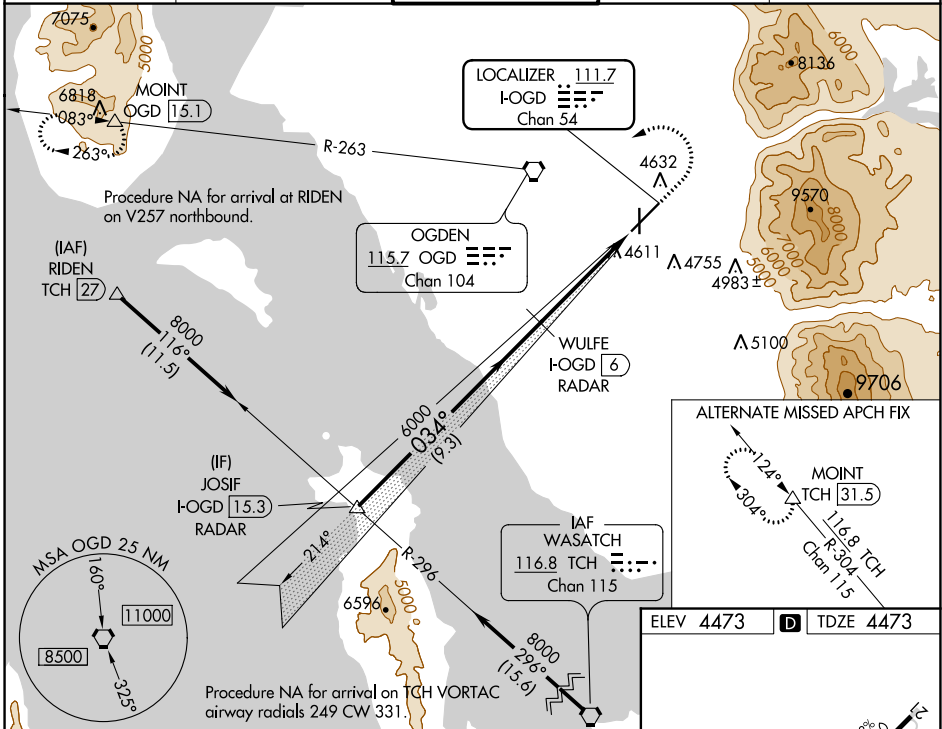 7075
5000
6818
MOINT
OGD 15.1
083°
263°
R-263
LOCALIZER 111.7
I-OGD
Chan 54
6000
8136
4632
9570
8000
7000
6000
5000
Procedure NA for arrival at RIDEN
on V257 northbound.
OGDEN
115.7 OGD
Chan 104
4611
4755
4983±
5100
9706
(IAF)
RIDEN
TCH 27
8000
116°
(11.5)
WULFE
I-OGD 6
RADAR
6000
034°
(9.3)
(IF)
JOSIF
I-OGD 15.3
RADAR
214°
R-296
ALTERNATE MISSED APCH FIX
124°
304°
MOINT
TCH 31.5
116.8 TCH
R-304
Chan 115
IAF
WASATCH
116.8 TCH
Chan 115
MSA OGD 25 NM
160°
11000
8500
325°
5000
6596
8000
296°
(15.6)
Procedure NA for arrival on TCH VORTAC
airway radials 249 CW 331.
ELEV 4473
D
TDZE 4473
21